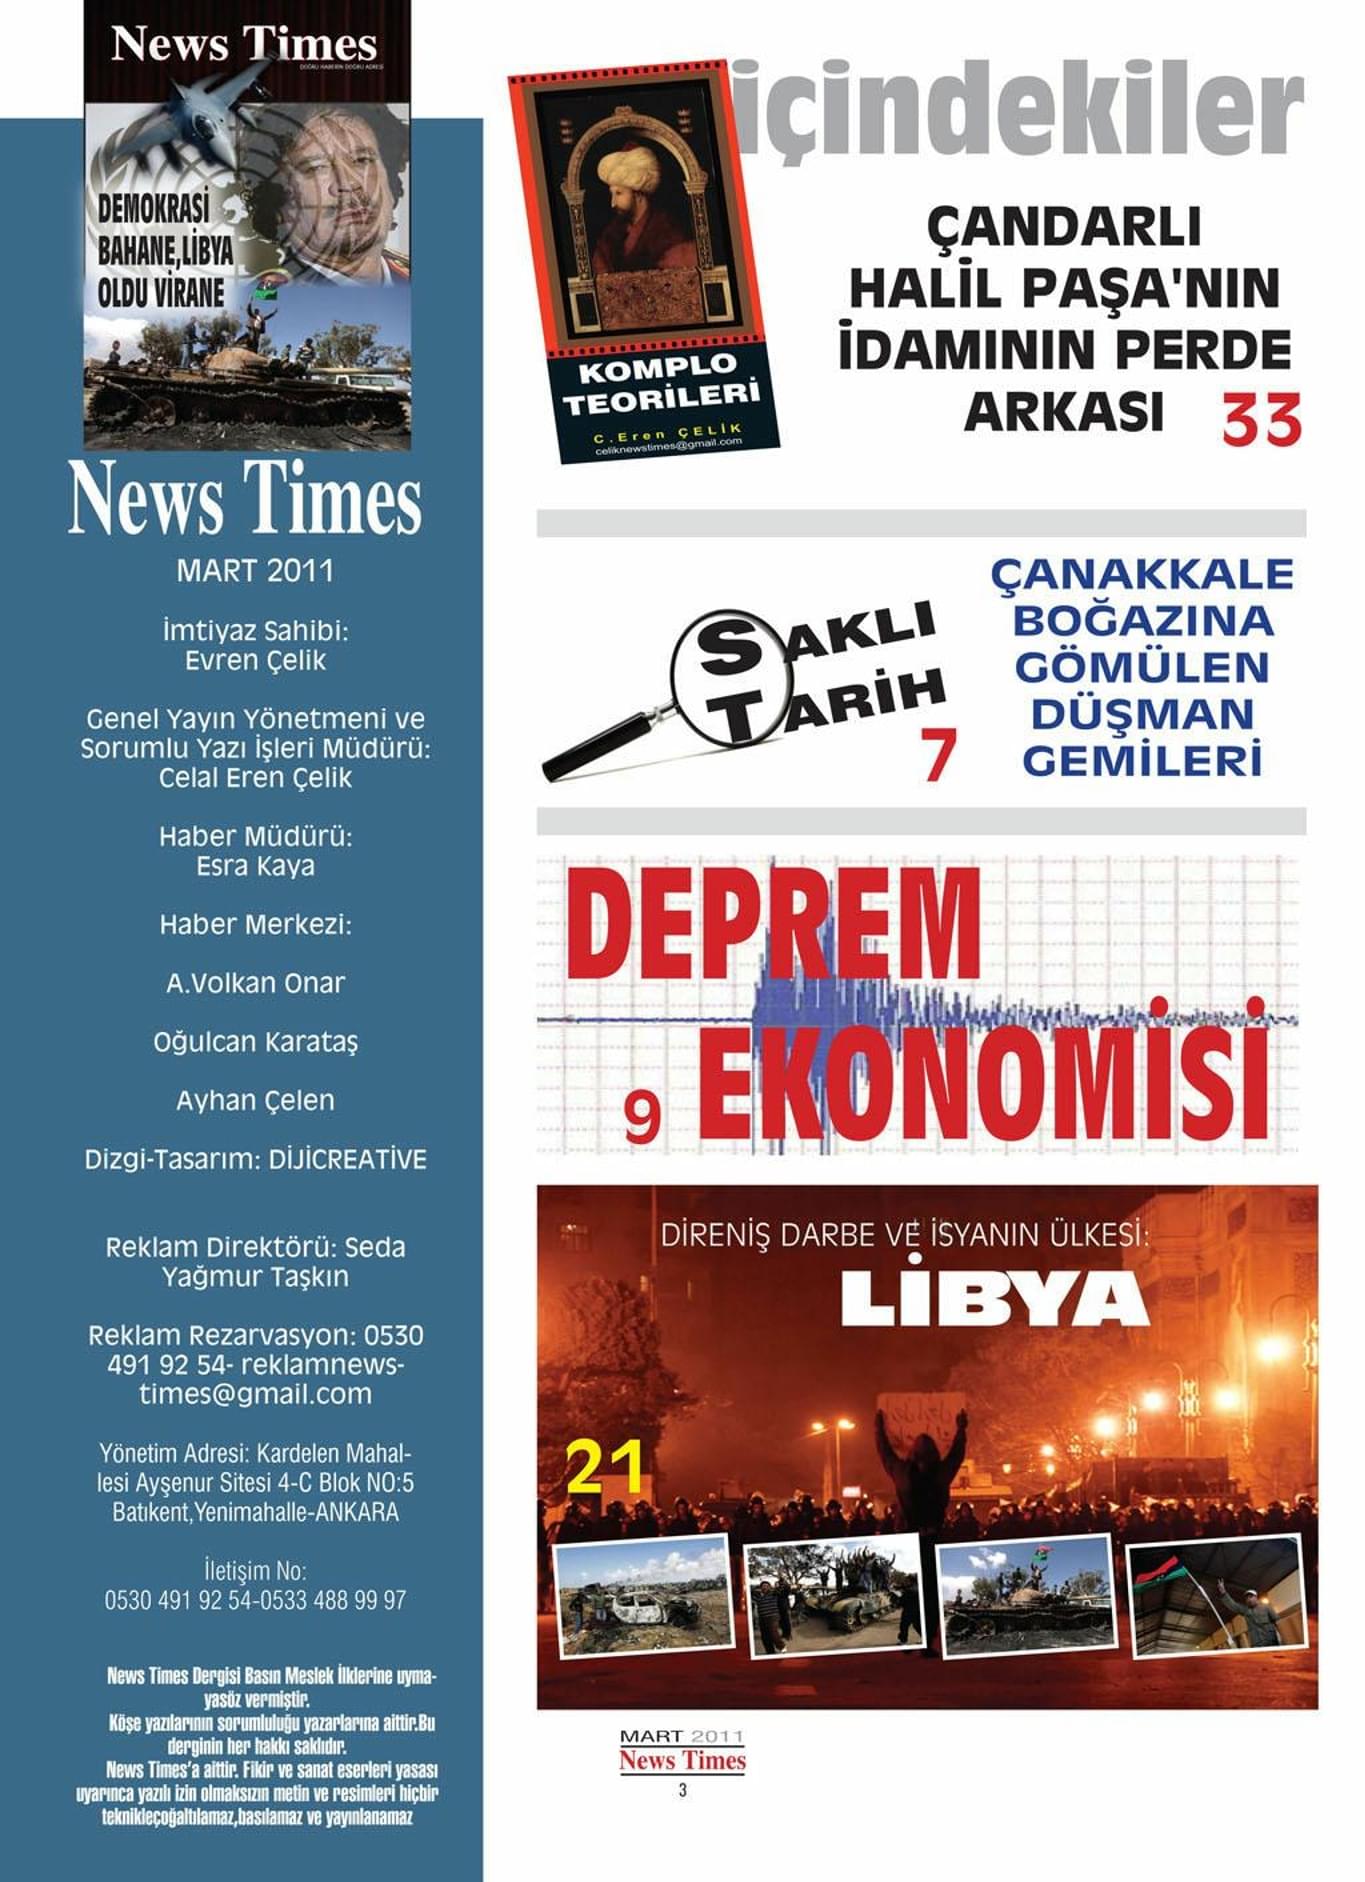 News Times
DOĞRU HABERİN DOĞRU ADRESİ
DEMOKRASİ
BAHANE,LİBYA
OLDU VİRANE
News Times
MART 2011
İmtiyaz Sahibi:
Evren Çelik
Genel Yayın Yönetmeni ve
Sorumlu Yazı İşleri Müdürü:
Celal Eren Çelik
Haber Müdürü:
Esra Kaya
Haber Merkezi:
A.Volkan Onar
Oğulcan Karataş
Ayhan Çelen
Dizgi-Tasarım: DİJİCREATİVE
Reklam Direktörü: Seda
Yağmur Taşkın
Reklam Rezarvasyon: 0530
491 92 54- reklamnews-
times@gmail.com
Yönetim Adresi: Kardelen Mahal-
lesi Ayşenur Sitesi 4-C Blok NO:5
Batıkent,Yenimahalle-ANKARA
İletişim No:
0530 491 92 54-0533 488 99 97
News Times Dergisi Basın Meslek İlklerine uyma-
yasöz vermiştir.
Köşe yazılarının sorumluluğu yazarlarına aittir.Bu
derginin her hakkı saklıdır.
News Times'a aittir. Fikir ve sanat eserleri yasası
uyarınca yazılı izin olmaksızın metin ve resimleri hiçbir
teknikleçoğaltılamaz,basılamaz ve yayınlanamaz
içindekiler
KOMPLO
TEORİLERİ
C.Eren ÇELİK
celiknewstimes@gmail.com
ÇANDARLI
HALİL PAŞA'NIN
İDAMININ PERDE
ARKASI 33
SAKLI
TARİH
7
ÇANAKKALE
BOĞAZINA
GÖMÜLEN
DÜŞMAN
GEMİLERİ
DEPREM
9 EKONOMİSİ
DİRENİŞ DARBE VE İSYANIN ÜLKESİ:
LİBYA
21
MART 2011
News Times
3